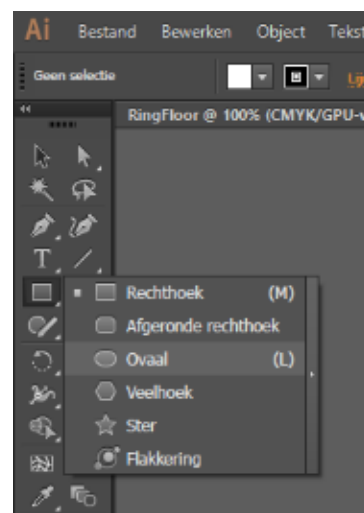 Ai Bestand Bewerken Object Tekst
Geen selectie
RingFloor @ 100% (CMYK/GPU-v
T
Rechthoek (M)
Afgeronde rechthoek
Ovaal (L)
Veelhoek
Ster
Flakkering